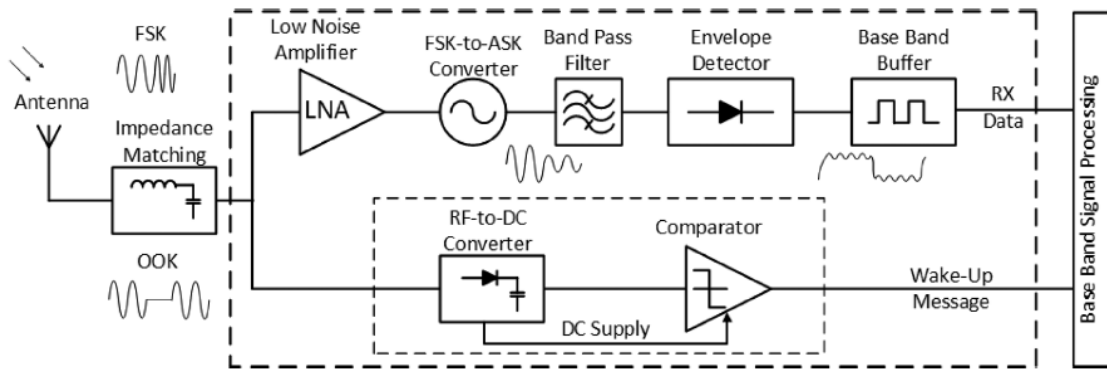 FSK
Antenna
Impedance
Matching
OOK
Low Noise
Amplifier
LNA
FSK-to-ASK
Converter
Band Pass
Filter
Envelope
Detector
Base Band
Buffer
RX
Data
RF-to-DC
Converter
Comparator
DC Supply
Wake-Up
Message
Base Band Signal Processing